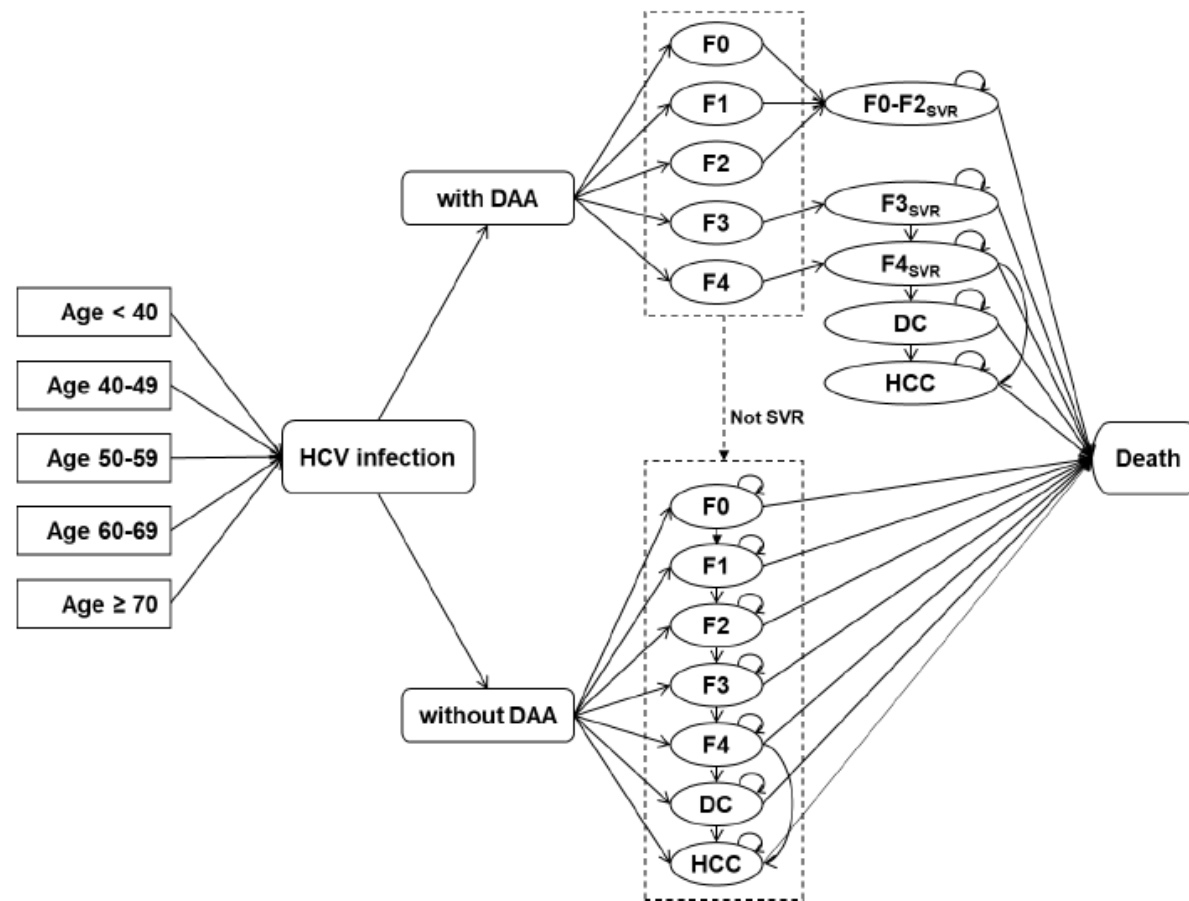 Age < 40
Age 40-49
Age 50-59
Age 60-69
Age ≥ 70
HCV infection
with DAA
without DAA
F0
F1
F2
F3
F4
F0-F2SVR
F3SVR
F4SVR
DC
HCC
Not SVR
F0
F1
F2
F3
F4
DC
HCC
Death